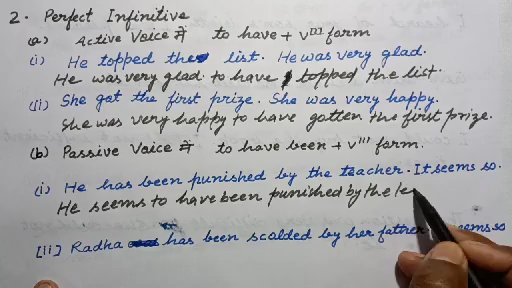 2. Perfect Infinitive
(a) Active Voice में to have + VIII form
(i) He topped the list. He was very glad.
He was very glad to have topped the list.
(ii) She got the first prize. She was very happy.
She was very happy to have gotten the first prize.
(b) Passive Voice में to have been + VIII form.
(i) He has been punished by the teacher. It seems so.
He seems to have been punished by the te
[ii] Radha has been scolded by her father eems so